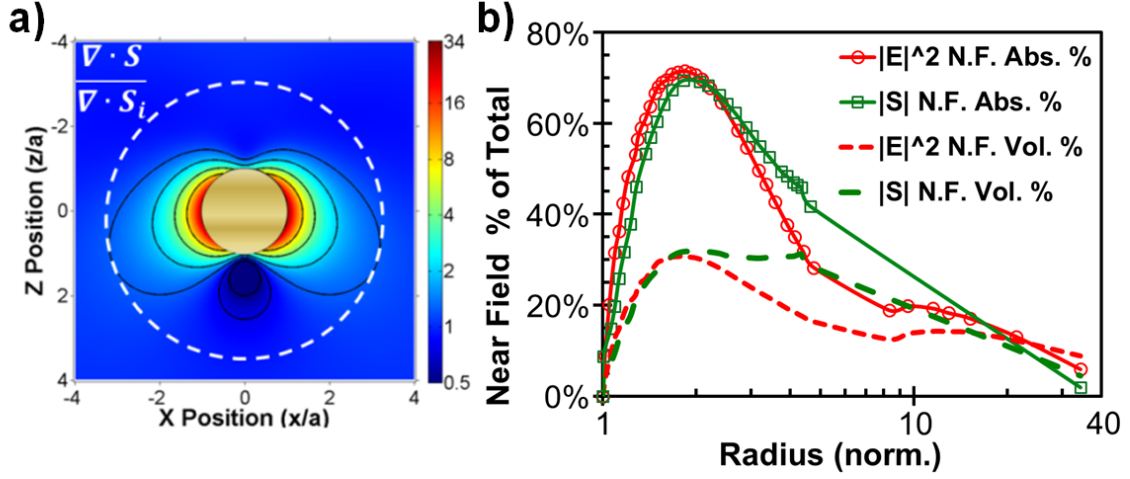 a)
∇ · S
∇ · Sᵢ
-4
-2
0
2
4
Z Position (z/a)
-4
-2
0
2
4
X Position (x/a)
34
16
8
4
2
1
0.5
b)
80%
60%
40%
20%
0%
Near Field % of Total
1
10
40
Radius (norm.)
|E|^2 N.F. Abs. %
|S| N.F. Abs. %
|E|^2 N.F. Vol. %
|S| N.F. Vol. %